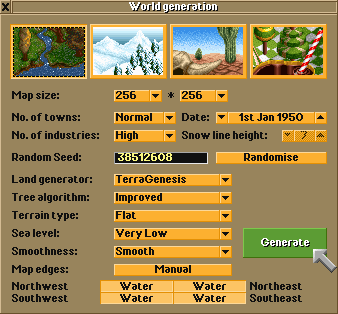 World generation
Map size: 256 * 256
No. of towns: Normal Date: 1st Jan 1950
No. of industries: High Snow line height: 7
Random Seed: 38512608 Randomise
Land generator: TerraGenesis
Tree algorithm: Improved
Terrain type: Flat
Sea level: Very Low
Smoothness: Smooth
Generate
Map edges: Manual
Northwest Water Water Northeast
Southwest Water Water Southeast